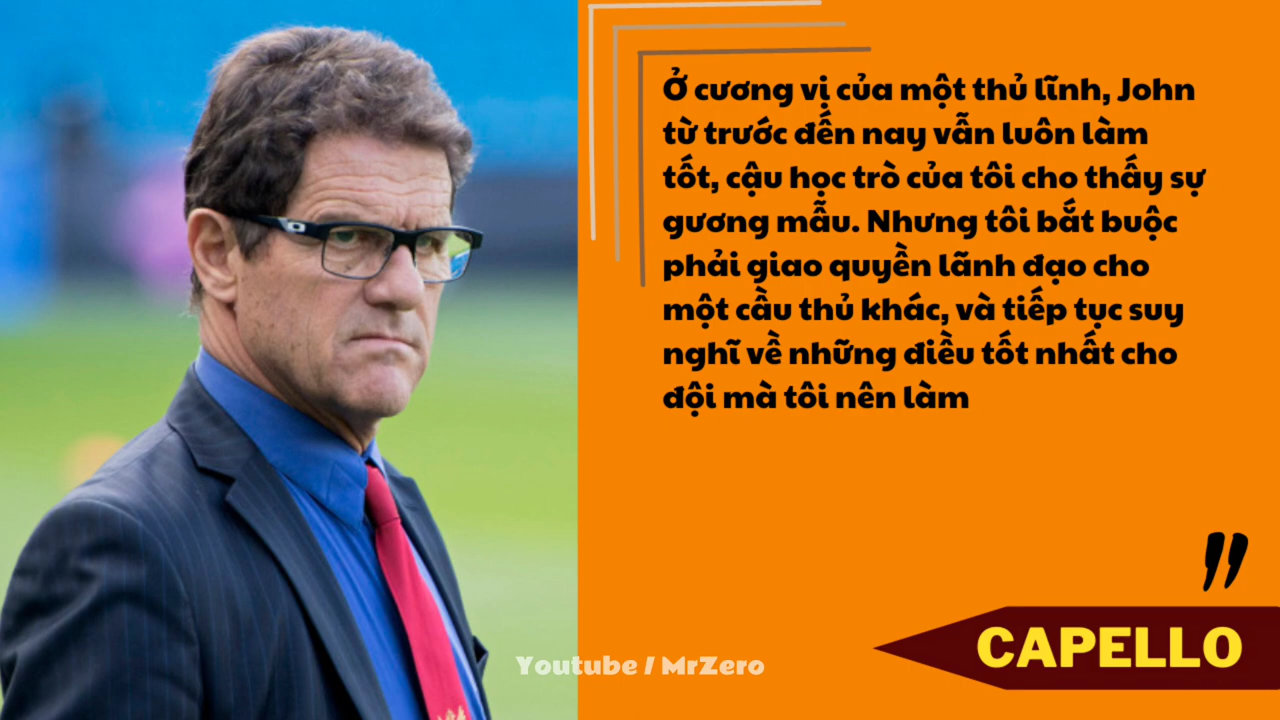 Ở cương vị của một thủ lĩnh, John
từ trước đến nay vẫn luôn làm
tốt, cậu học trò của tôi cho thấy sự
gương mẫu. Nhưng tôi bắt buộc
phải giao quyền lãnh đạo cho
một cầu thủ khác, và tiếp tục suy
nghĩ về những điều tốt nhất cho
đội mà tôi nên làm
"
CAPELLO
Youtube / MrZero